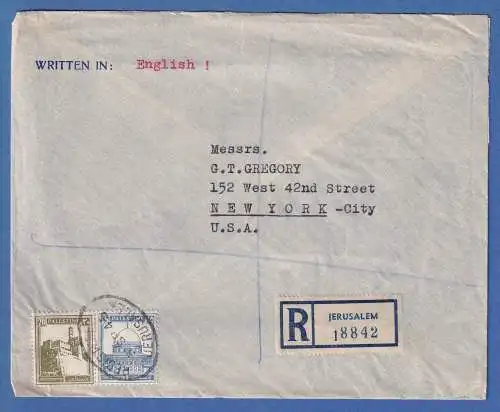 WRITTEN IN: English !
Messrs.
G.T.GREGORY
152 West 42nd Street
NEW YORK -City
U.S.A.
R JERUSALEM
18842